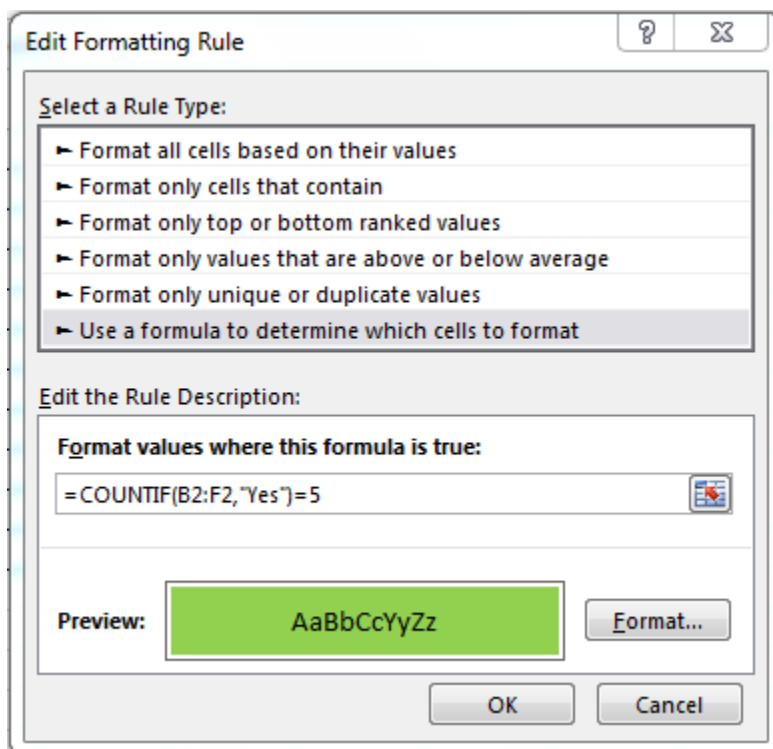 Edit Formatting Rule
Select a Rule Type:
► Format all cells based on their values
► Format only cells that contain
► Format only top or bottom ranked values
► Format only values that are above or below average
► Format only unique or duplicate values
► Use a formula to determine which cells to format
Edit the Rule Description:
Format values where this formula is true:
=COUNTIF(B2:F2,"Yes")=5
Preview: AaBbCcYyZz Format...
OK Cancel